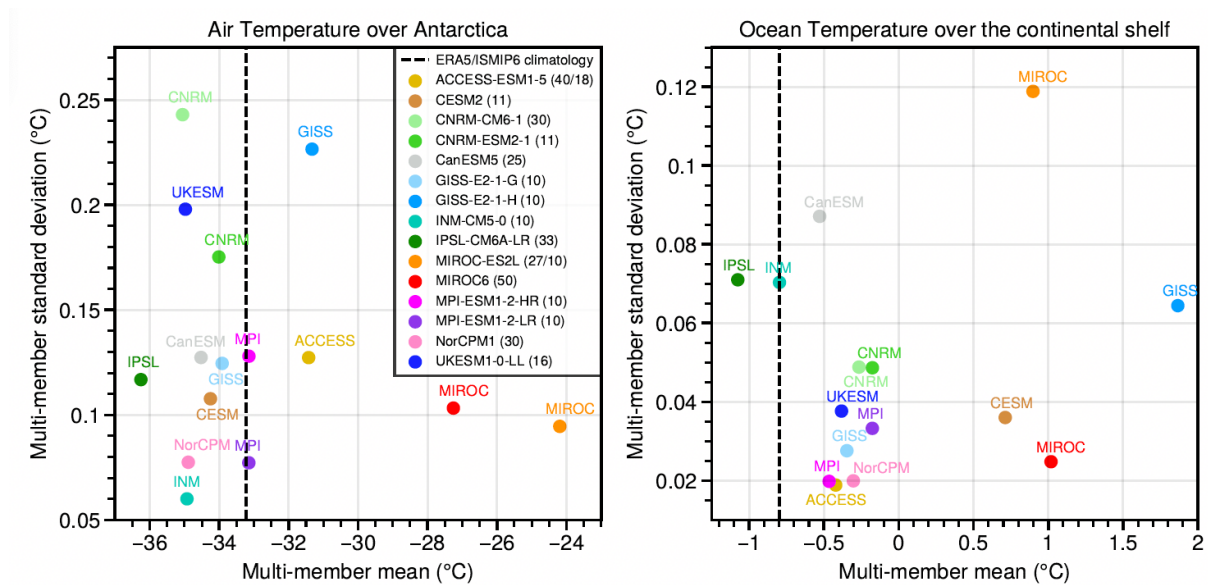 Air Temperature over Antarctica
Multi-member standard deviation (°C)
0.25
0.2
0.15
0.1
0.05
CNRM
GISS
UKESM
CNRM
CanESM
MPI
ACCESS
IPSL
GISS
CESM
MIROC
MIROC
NorCPM
MPI
INM
ERA5/ISMIP6 climatology
ACCESS-ESM1-5 (40/18)
CESM2 (11)
CNRM-CM6-1 (30)
CNRM-ESM2-1 (11)
CanESM5 (25)
GISS-E2-1-G (10)
GISS-E2-1-H (10)
INM-CM5-0 (10)
IPSL-CM6A-LR (33)
MIROC-ES2L (27/10)
MIROC6 (50)
MPI-ESM1-2-HR (10)
MPI-ESM1-2-LR (10)
NorCPM1 (30)
UKESM1-0-LL (16)
−36 −34 −32 −30 −28 −26 −24
Multi-member mean (°C)
Ocean Temperature over the continental shelf
Multi-member standard deviation (°C)
0.12
0.1
0.08
0.06
0.04
0.02
MIROC
CanESM
IPSL
INM
GISS
CNRM
CNRM
UKESM
MPI
CESM
GISS
MIROC
MPI
NorCPM
ACCESS
−1 −0.5 0 0.5 1 1.5 2
Multi-member mean (°C)